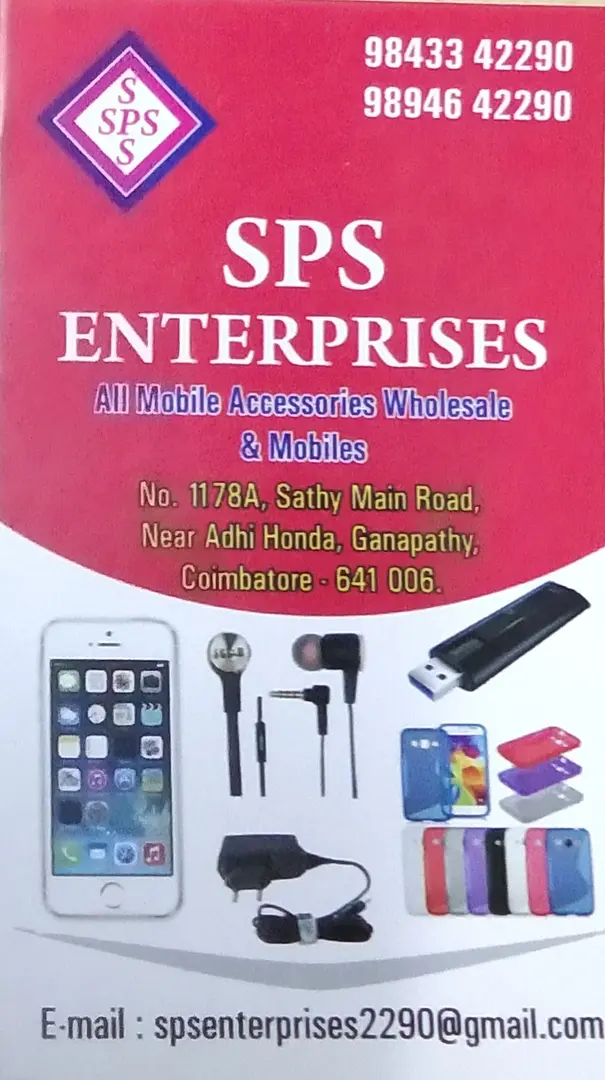 98433 42290
98946 42290
S
SPS
S
SPS
ENTERPRISES
All Mobile Accessories Wholesale
& Mobiles
No. 1178A, Sathy Main Road,
Near Adhi Honda, Ganapathy,
Coimbatore - 641 006.
E-mail : spsenterprises2290@gmail.com